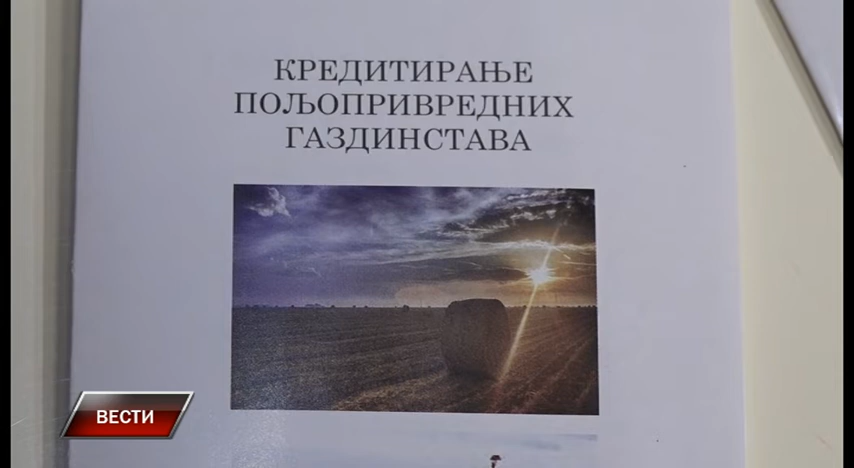 КРЕДИТИРАЊЕ
ПОЉОПРИВРЕДНИХ
ГАЗДИНСТАВА
ВЕСТИ